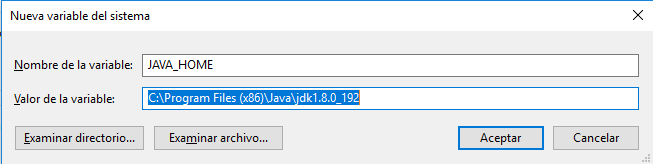 Nueva variable del sistema
Nombre de la variable: JAVA_HOME
Valor de la variable: C:\Program Files (x86)\Java\jdk1.8.0_192
Examinar directorio... Examinar archivo... Aceptar Cancelar